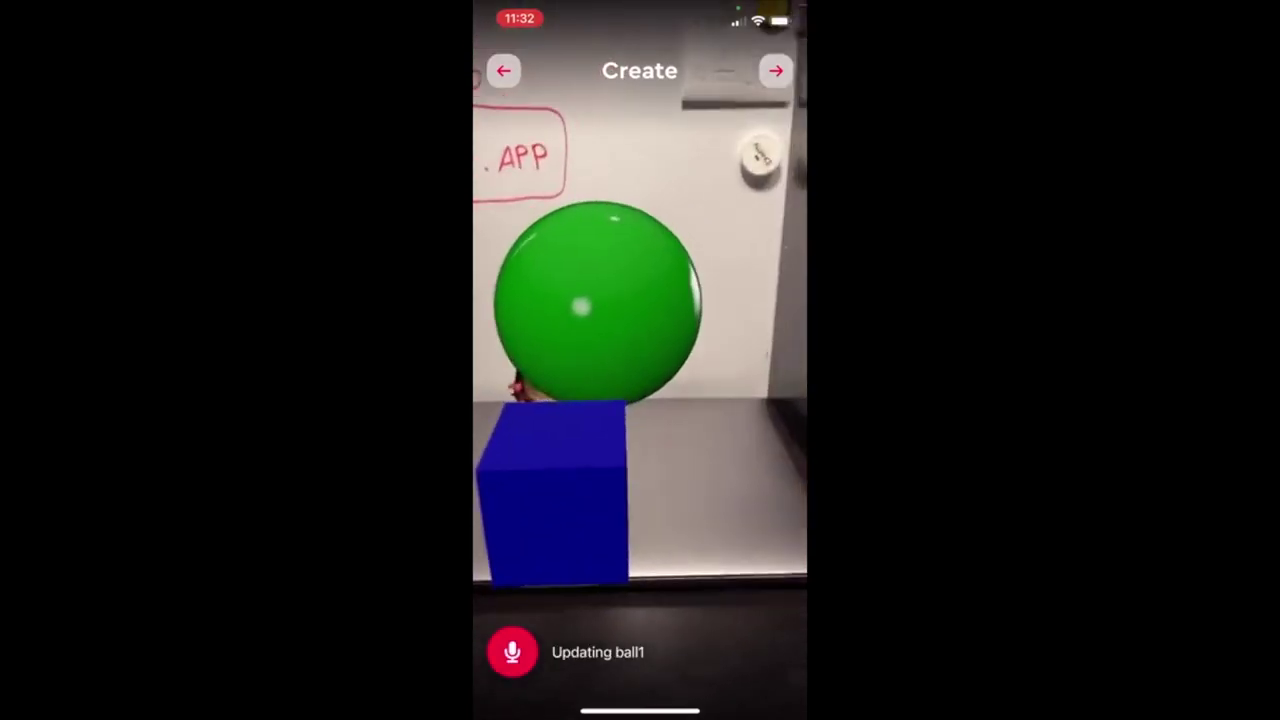 11:32
Create
. APP
Updating ball1